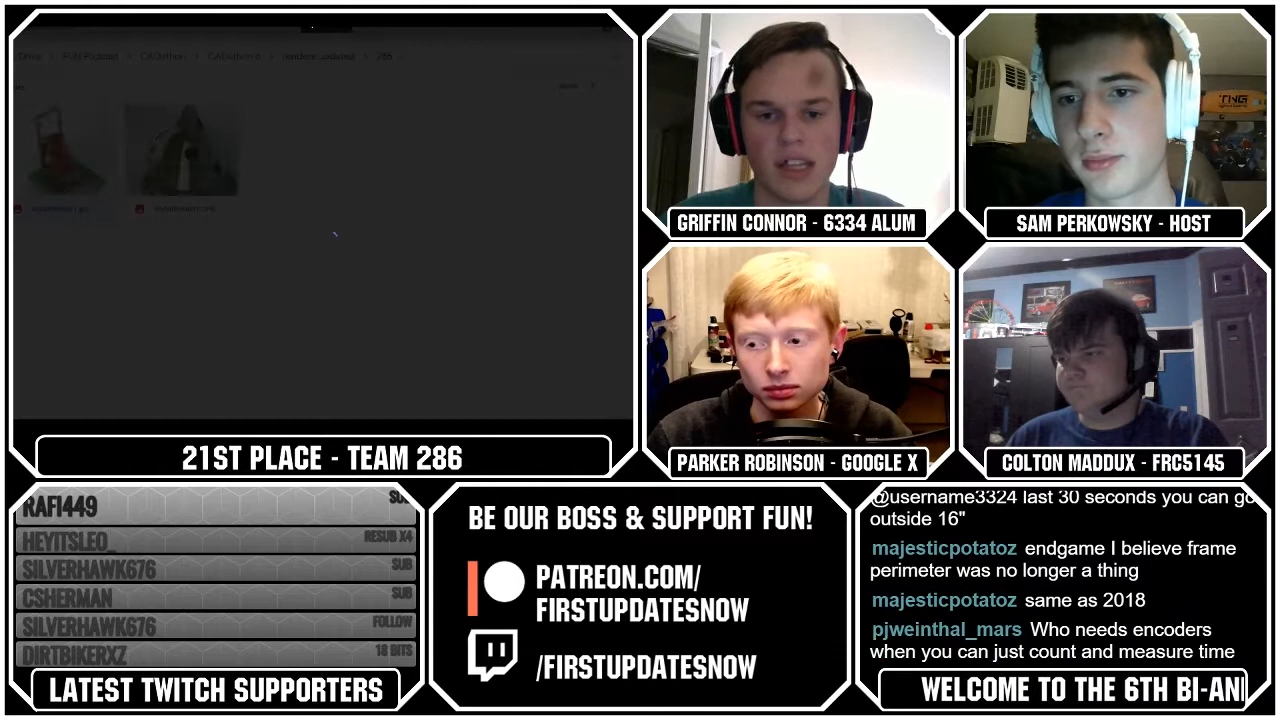 286
21ST PLACE - TEAM 286
GRIFFIN CONNOR - 6334 ALUM
SAM PERKOWSKY - HOST
PARKER ROBINSON - GOOGLE X
COLTON MADDUX - FRC5145
TNG
RAFI449 SUB
HEYITSLEO_ RESUB X4
SILVERHAWK676 SUB
CSHERMAN SUB
SILVERHAWK676 FOLLOW
DIRTBIKERXZ 18 BITS
LATEST TWITCH SUPPORTERS
BE OUR BOSS & SUPPORT FUN!
PATREON.COM/
FIRSTUPDATESNOW
/FIRSTUPDATESNOW
@username3324 last 30 seconds you can go
outside 16"
majesticpotatoz endgame I believe frame
perimeter was no longer a thing
majesticpotatoz same as 2018
pjweinthal_mars Who needs encoders
when you can just count and measure time
WELCOME TO THE 6TH BI-AN